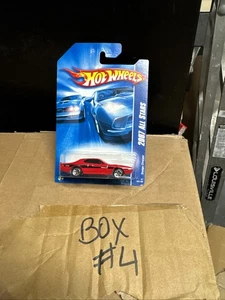 HOT WHEELS
2007 ALL STARS
BOX
#4